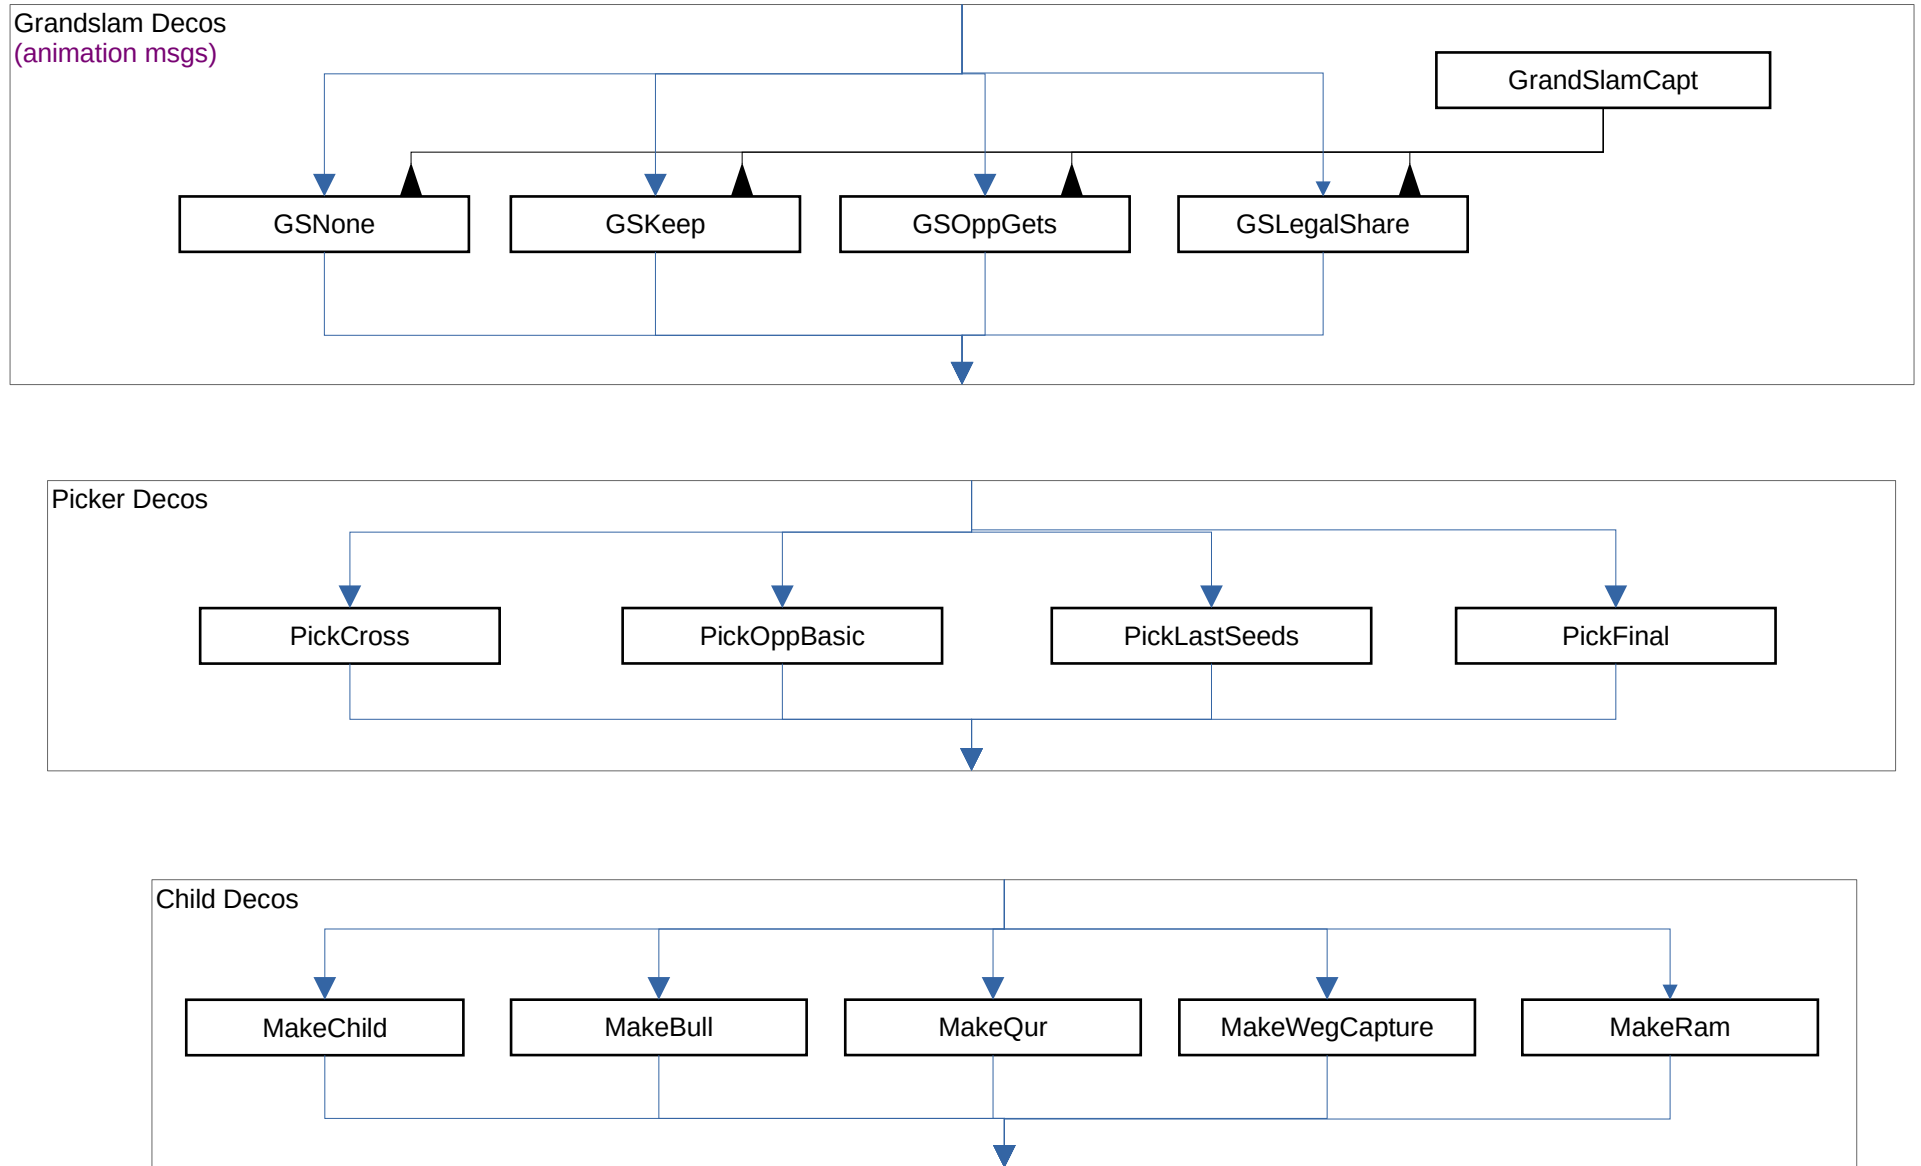 Grandslam Decos
(animation msgs)
GrandSlamCapt
GSNone
GSKeep
GSOppGets
GSLegalShare
Picker Decos
PickCross
PickOppBasic
PickLastSeeds
PickFinal
Child Decos
MakeChild
MakeBull
MakeQur
MakeWegCapture
MakeRam